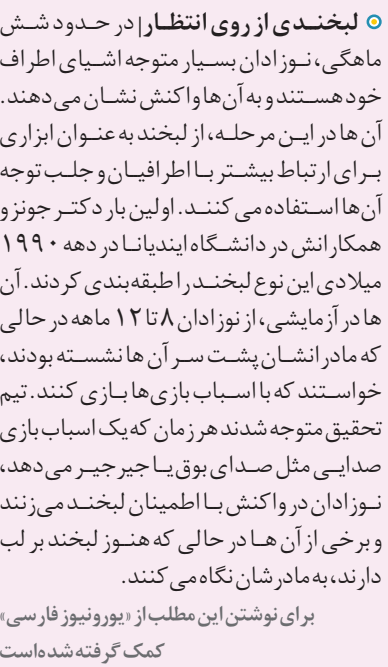 لبخندی از روی انتظار| در حدود شش
ماهگی، نوزادان بسیار متوجه اشیای اطراف
خود هستند و به آن‌ها واکنش نشان می‌دهند.
آن ها در این مرحله، از لبخند به عنوان ابزاری
برای ارتباط بیشتر با اطرافیان و جلب توجه
آن‌ها استفاده می‌کنند. اولین بار دکتر جونز و
همکارانش در دانشگاه ایندیانا در دهه ۱۹۹۰
میلادی این نوع لبخند را طبقه‌بندی کردند. آن
ها در آزمایشی، از نوزادان ۸ تا ۱۲ ماهه در حالی
که مادرانشان پشت سر آن ها نشسته بودند،
خواستند که با اسباب بازی‌ها بازی کنند. تیم
تحقیق متوجه شدند هر زمان که یک اسباب بازی
صدایی مثل صدای بوق یا جیرجیر می‌دهد،
نوزادان در واکنش با اطمینان لبخند می‌زنند
و برخی از آن ها در حالی که هنوز لبخند بر لب
دارند، به مادرشان نگاه می‌کنند.
برای نوشتن این مطلب از «یورونیوز فارسی»
کمک گرفته شده‌است